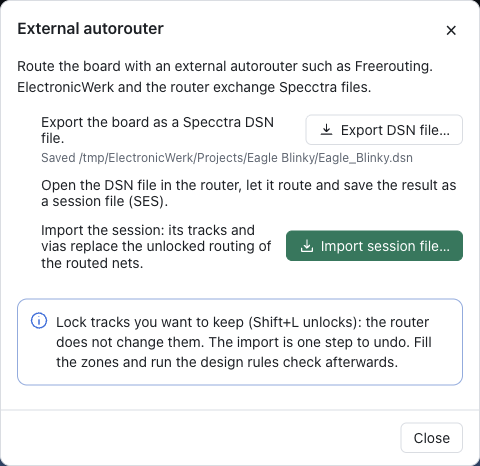 External autorouter
Route the board with an external autorouter such as Freerouting.
ElectronicWerk and the router exchange Specctra files.
Export the board as a Specctra DSN
file.
Export DSN file...
Saved /tmp/ElectronicWerk/Projects/Eagle Blinky/Eagle_Blinky.dsn
Open the DSN file in the router, let it route and save the result as
a session file (SES).
Import the session: its tracks and
vias replace the unlocked routing of
the routed nets.
Import session file...
Lock tracks you want to keep (Shift+L unlocks): the router
does not change them. The import is one step to undo. Fill
the zones and run the design rules check afterwards.
Close